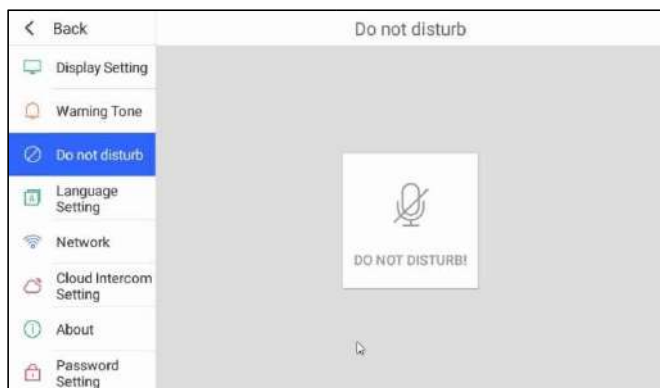 Back
Do not disturb
Display Setting
Warning Tone
Do not disturb
Language
Setting
Network
Cloud Intercom
Setting
About
Password
Setting
DO NOT DISTURB!